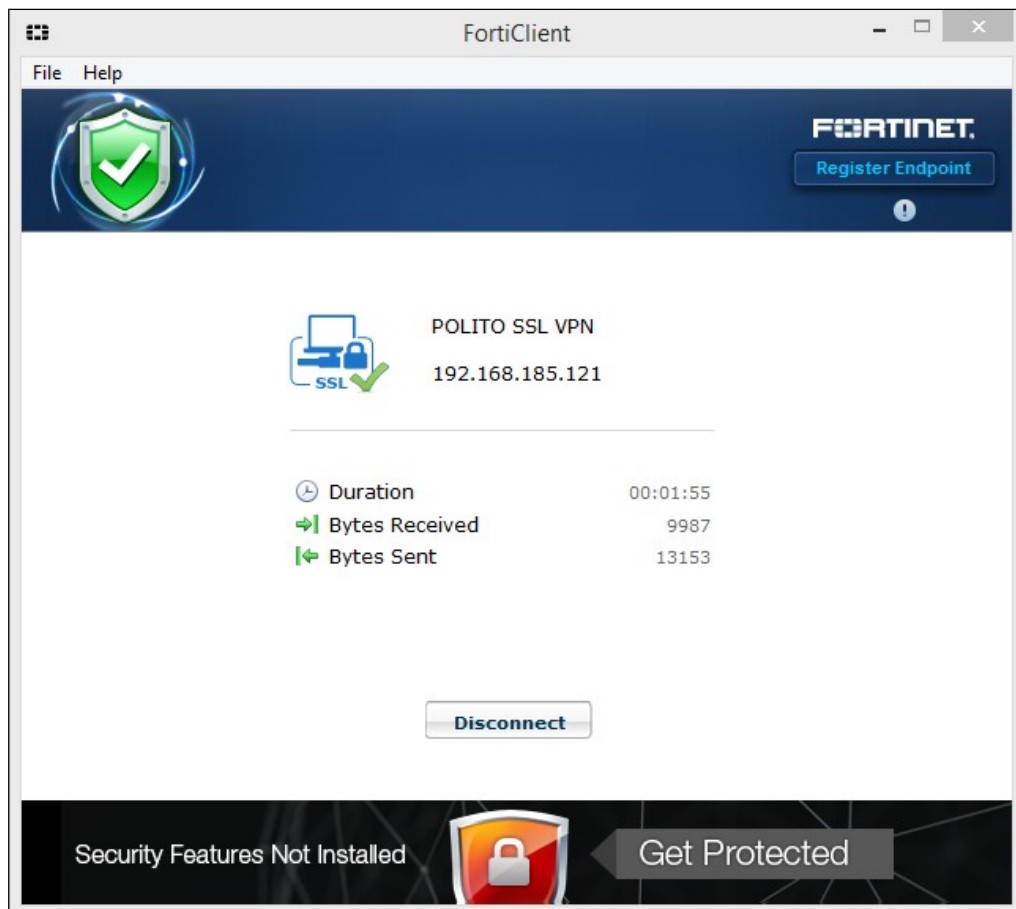 FortiClient
File Help
FORTINET.
Register Endpoint
POLITO SSL VPN
SSL
192.168.185.121
Duration 00:01:55
Bytes Received 9987
Bytes Sent 13153
Disconnect
Security Features Not Installed
Get Protected